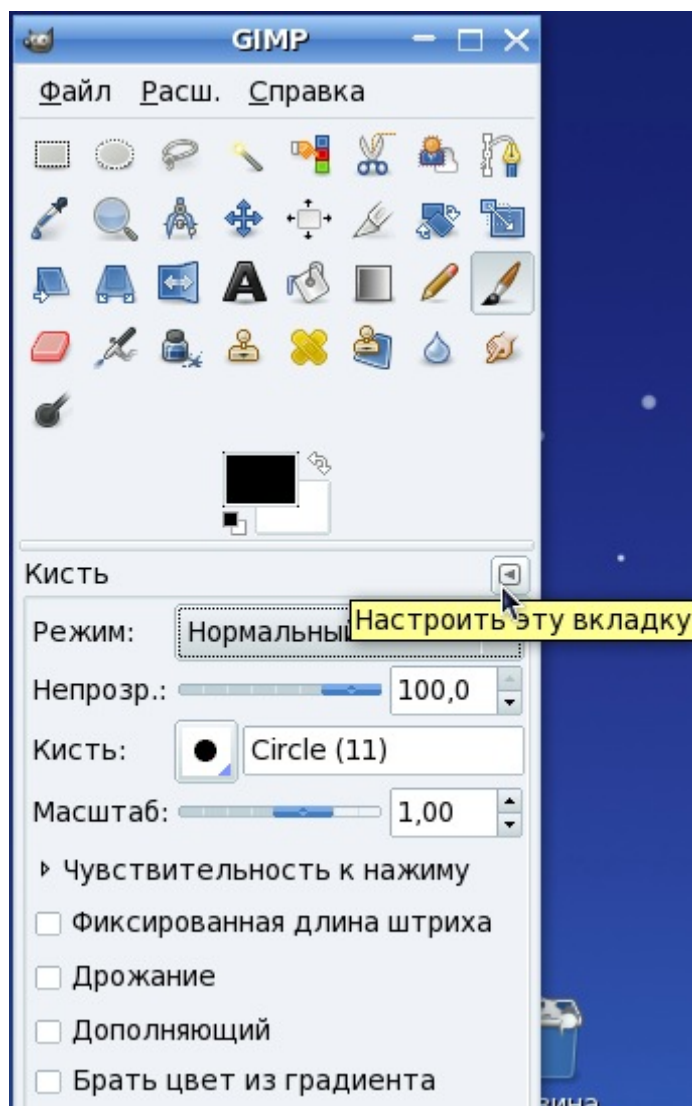 GIMP
Файл Расш. Справка
Кисть
Настроить эту вкладку
Режим: Нормальный
Непрозр.: 100,0
Кисть: Circle (11)
Масштаб: 1,00
Чувствительность к нажиму
Фиксированная длина штриха
Дрожание
Дополняющий
Брать цвет из градиента